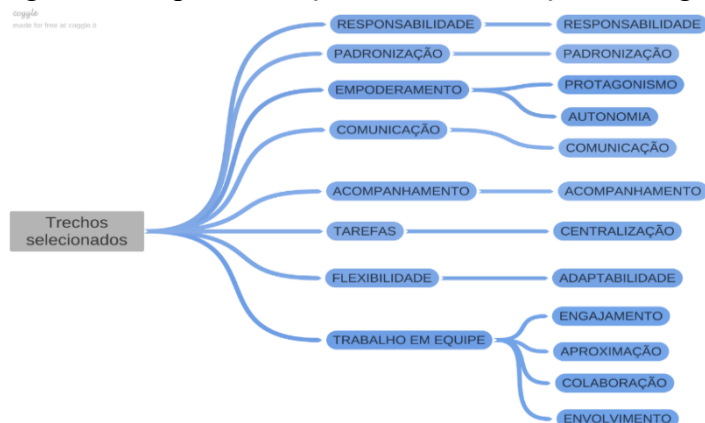 coggle
made for free at coggle.it
RESPONSABILIDADE
RESPONSABILIDADE
PADRONIZAÇÃO
PADRONIZAÇÃO
EMPODERAMENTO
PROTAGONISMO
AUTONOMIA
COMUNICAÇÃO
COMUNICAÇÃO
ACOMPANHAMENTO
ACOMPANHAMENTO
Trechos
selecionados
TAREFAS
CENTRALIZAÇÃO
FLEXIBILIDADE
ADAPTABILIDADE
TRABALHO EM EQUIPE
ENGAJAMENTO
APROXIMAÇÃO
COLABORAÇÃO
ENVOLVIMENTO